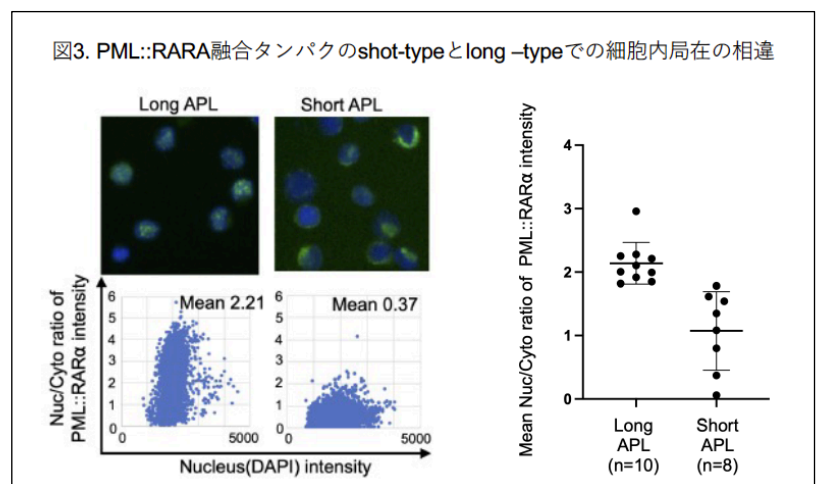 図3. PML::RARA融合タンパクのshot-typeとlong –typeでの細胞内局在の相違
Long APL
Short APL
Nuc/Cyto ratio of
PML::RARα intensity
6
5
4
3
2
1
0
Mean 2.21
0
5000
6
5
4
3
2
1
0
Mean 0.37
0
5000
Nucleus(DAPI) intensity
Mean Nuc/Cyto ratio of PML::RARα intensity
4
3
2
1
0
Long
APL
(n=10)
Short
APL
(n=8)